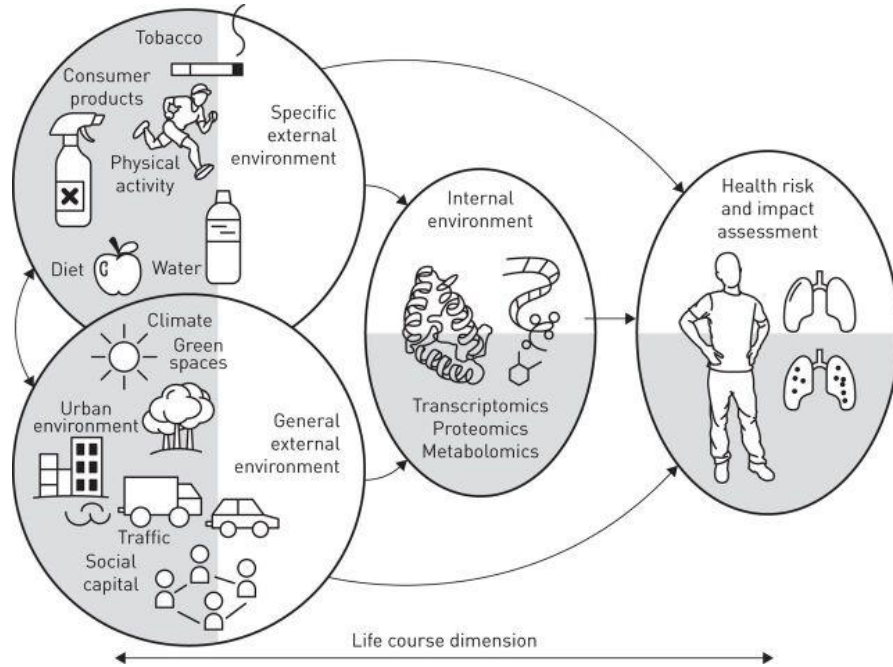 Tobacco
Consumer
products
Specific
external
environment
Physical
activity
Diet
Water
Climate
Green
spaces
Urban
environment
General
external
environment
Traffic
Social
capital
Internal
environment
Transcriptomics
Proteomics
Metabolomics
Health risk
and impact
assessment
Life course dimension